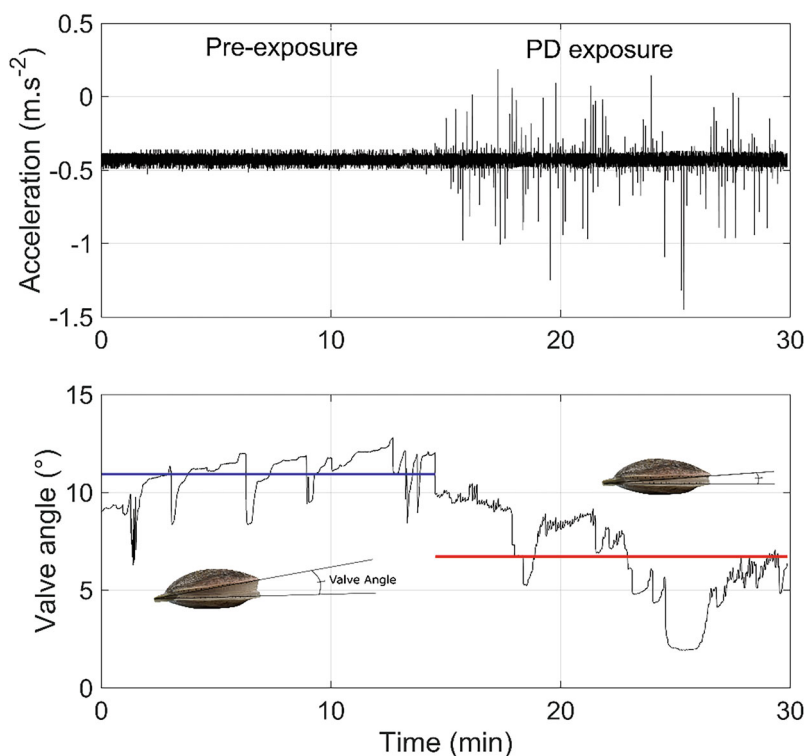 Pre-exposure
PD exposure
Acceleration (m.s⁻²)
0.5
0
-0.5
-1
-1.5
0
10
20
30
Valve angle (°)
15
10
5
0
Valve Angle
0
10
20
30
Time (min)